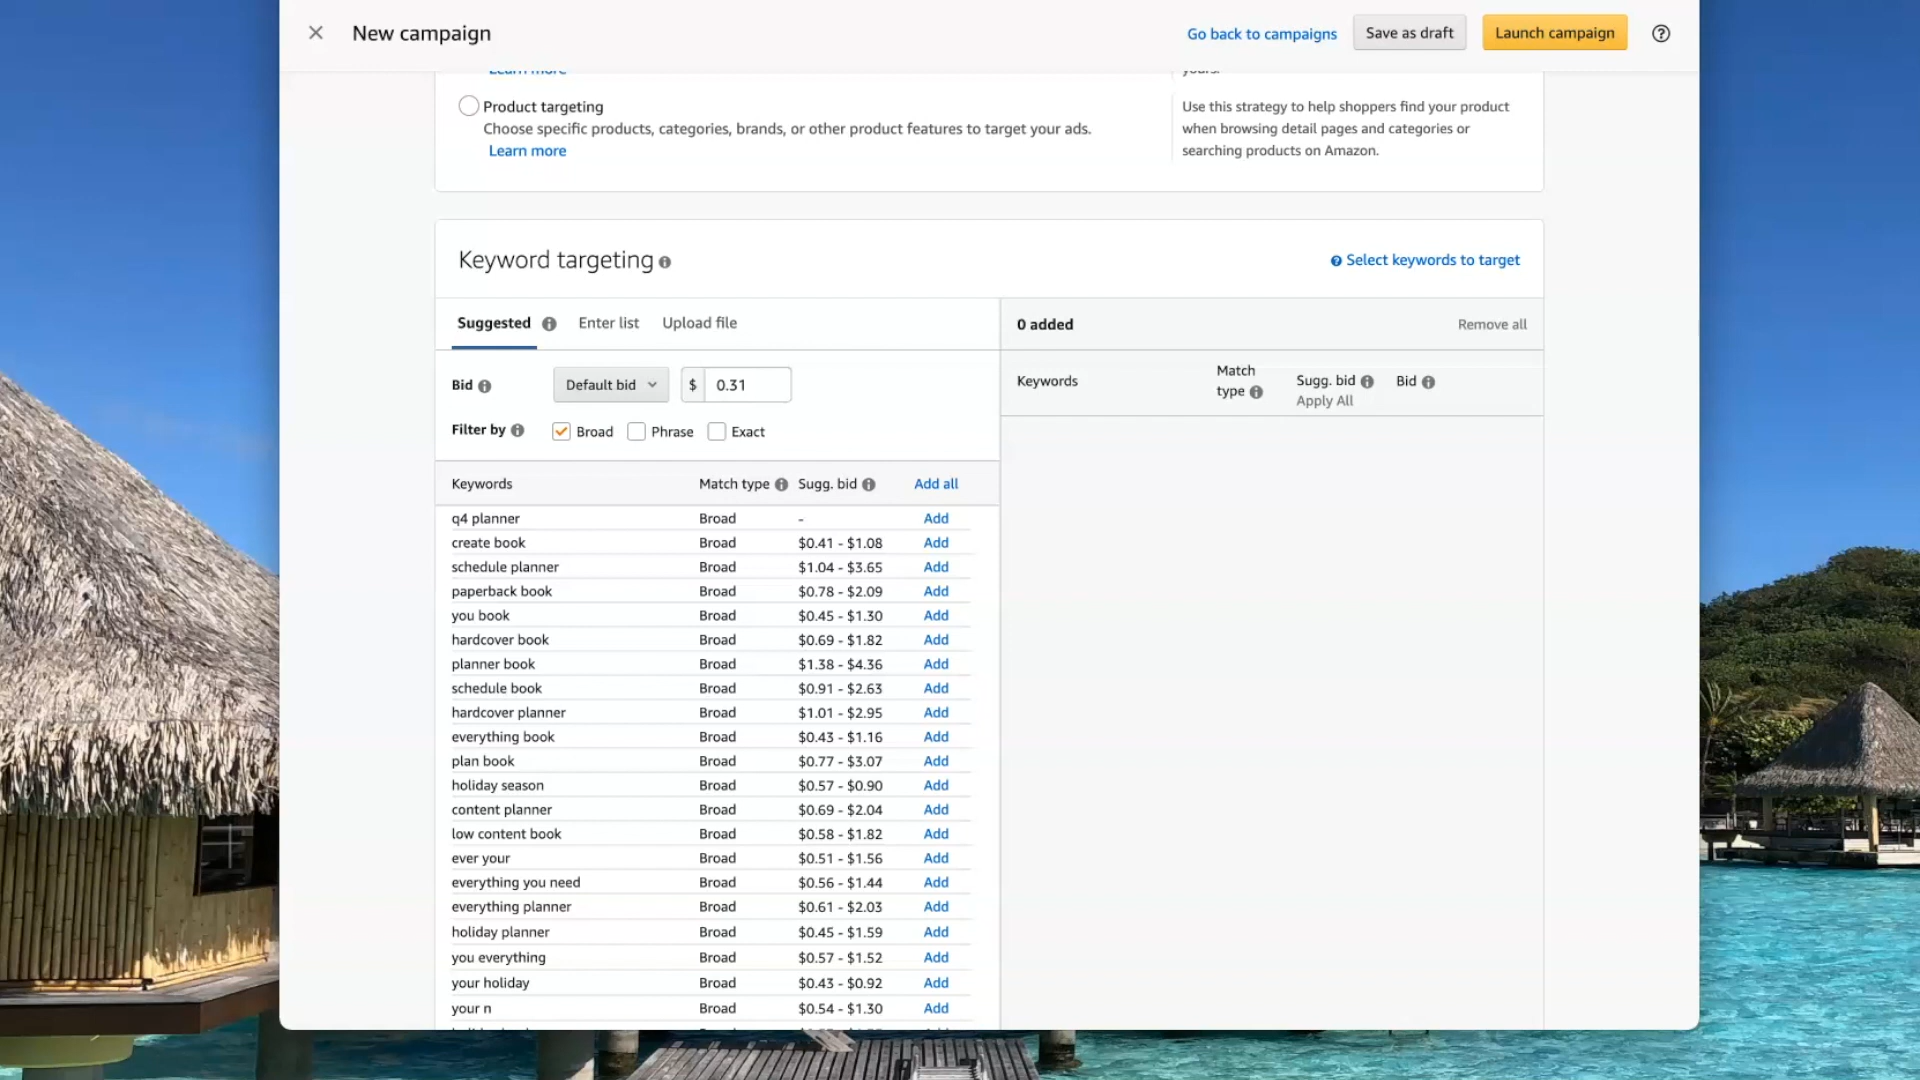 New campaign
Go back to campaigns
Save as draft
Launch campaign
Learn more
yours.
Product targeting
Choose specific products, categories, brands, or other product features to target your ads.
Learn more
Use this strategy to help shoppers find your product
when browsing detail pages and categories or
searching products on Amazon.
Keyword targeting
Select keywords to target
Suggested Enter list Upload file
0 added
Remove all
Bid Default bid $ 0.31
Filter by Broad Phrase Exact
Keywords Match type Sugg. bid Apply All Bid
Keywords Match type Sugg. bid Add all
q4 planner Broad - Add
create book Broad $0.41 - $1.08 Add
schedule planner Broad $1.04 - $3.65 Add
paperback book Broad $0.78 - $2.09 Add
you book Broad $0.45 - $1.30 Add
hardcover book Broad $0.69 - $1.82 Add
planner book Broad $1.38 - $4.36 Add
schedule book Broad $0.91 - $2.63 Add
hardcover planner Broad $1.01 - $2.95 Add
everything book Broad $0.43 - $1.16 Add
plan book Broad $0.77 - $3.07 Add
holiday season Broad $0.57 - $0.90 Add
content planner Broad $0.69 - $2.04 Add
low content book Broad $0.58 - $1.82 Add
ever your Broad $0.51 - $1.56 Add
everything you need Broad $0.56 - $1.44 Add
everything planner Broad $0.61 - $2.03 Add
holiday planner Broad $0.45 - $1.59 Add
you everything Broad $0.57 - $1.52 Add
your holiday Broad $0.43 - $0.92 Add
your n Broad $0.54 - $1.30 Add